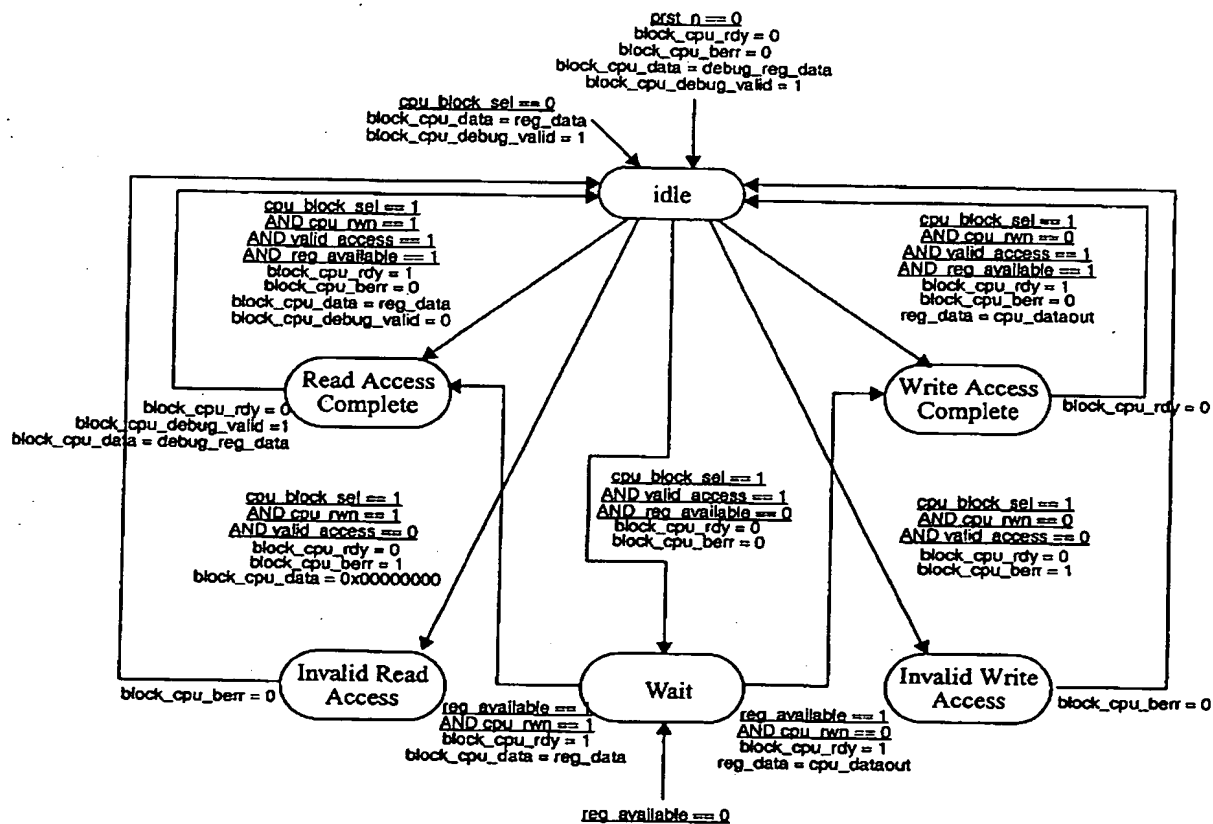 prst_n == 0
block_cpu_rdy = 0
block_cpu_berr = 0
block_cpu_data = debug_reg_data
block_cpu_debug_valid = 1
cpu_block_sel == 0
block_cpu_data = reg_data
block_cpu_debug_valid = 1
idle
cpu_block_sel == 1
AND cpu_rwn == 1
AND valid_access == 1
AND reg_available == 1
block_cpu_rdy = 1
block_cpu_berr = 0
block_cpu_data = reg_data
block_cpu_debug_valid = 0
cpu_block_sel == 1
AND cpu_rwn == 0
AND valid_access == 1
AND reg_available == 1
block_cpu_rdy = 1
block_cpu_berr = 0
reg_data = cpu_dataout
Read Access
Complete
block_cpu_rdy = 0
block_cpu_debug_valid =1
block_cpu_data = debug_reg_data
Write Access
Complete
block_cpu_rdy = 0
cpu_block_sel == 1
AND cpu_rwn == 1
AND valid_access == 0
block_cpu_rdy = 0
block_cpu_berr = 1
block_cpu_data = 0x00000000
cpu_block_sel == 1
AND valid_access == 1
AND reg_available == 0
block_cpu_rdy = 0
block_cpu_berr = 0
cpu_block_sel == 1
AND cpu_rwn == 0
AND valid_access == 0
block_cpu_rdy = 0
block_cpu_berr = 1
Invalid Read
Access
block_cpu_berr = 0
Wait
Invalid Write
Access
block_cpu_berr = 0
reg_available == 1
AND cpu_rwn == 1
block_cpu_rdy = 1
block_cpu_data = reg_data
reg_available == 1
AND cpu_rwn == 0
block_cpu_rdy = 1
reg_data = cpu_dataout
reg_available == 0